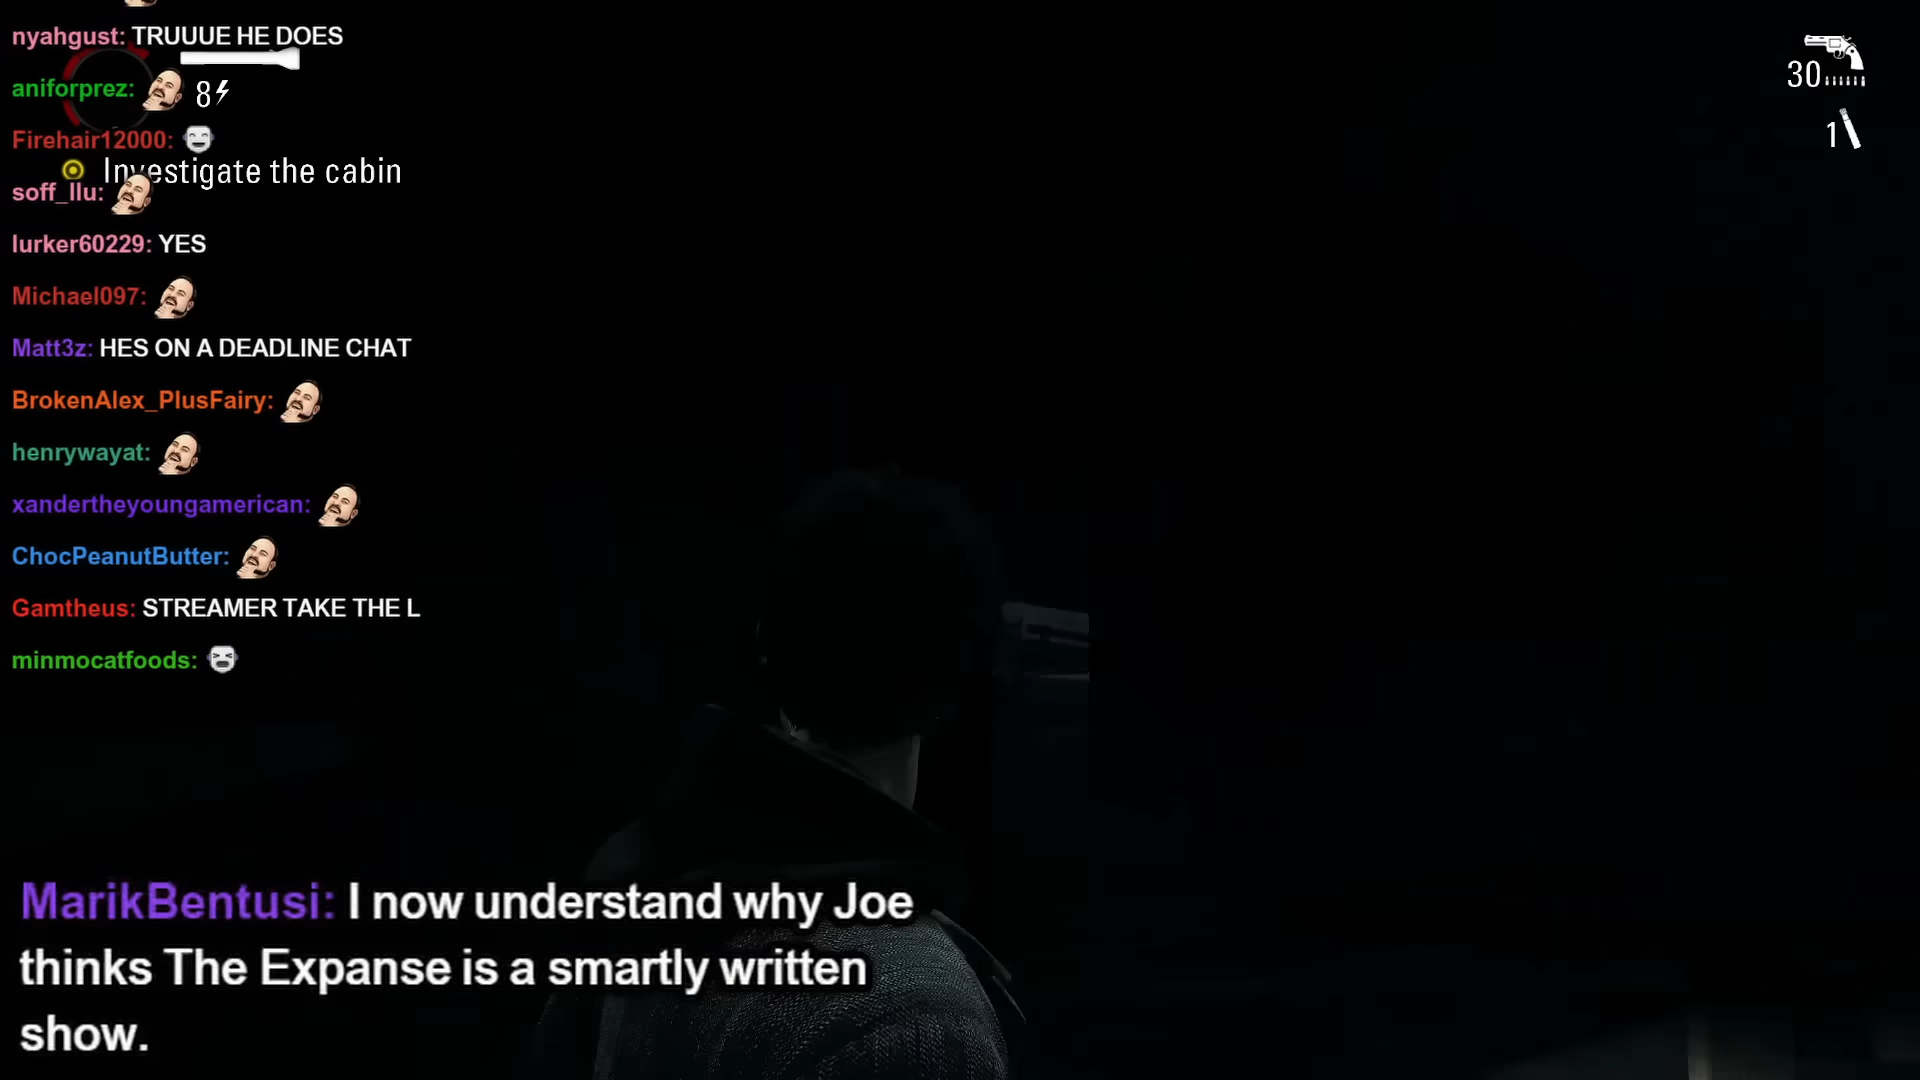 nyahgust: TRUUUE HE DOES
aniforprez:
8
30
Firehair12000:
1
Investigate the cabin
soff_llu:
lurker60229: YES
Michael097:
Matt3z: HES ON A DEADLINE CHAT
BrokenAlex_PlusFairy:
henrywayat:
xandertheyoungamerican:
ChocPeanutButter:
Gamtheus: STREAMER TAKE THE L
minmocatfoods:
MarikBentusi: I now understand why Joe
thinks The Expanse is a smartly written
show.